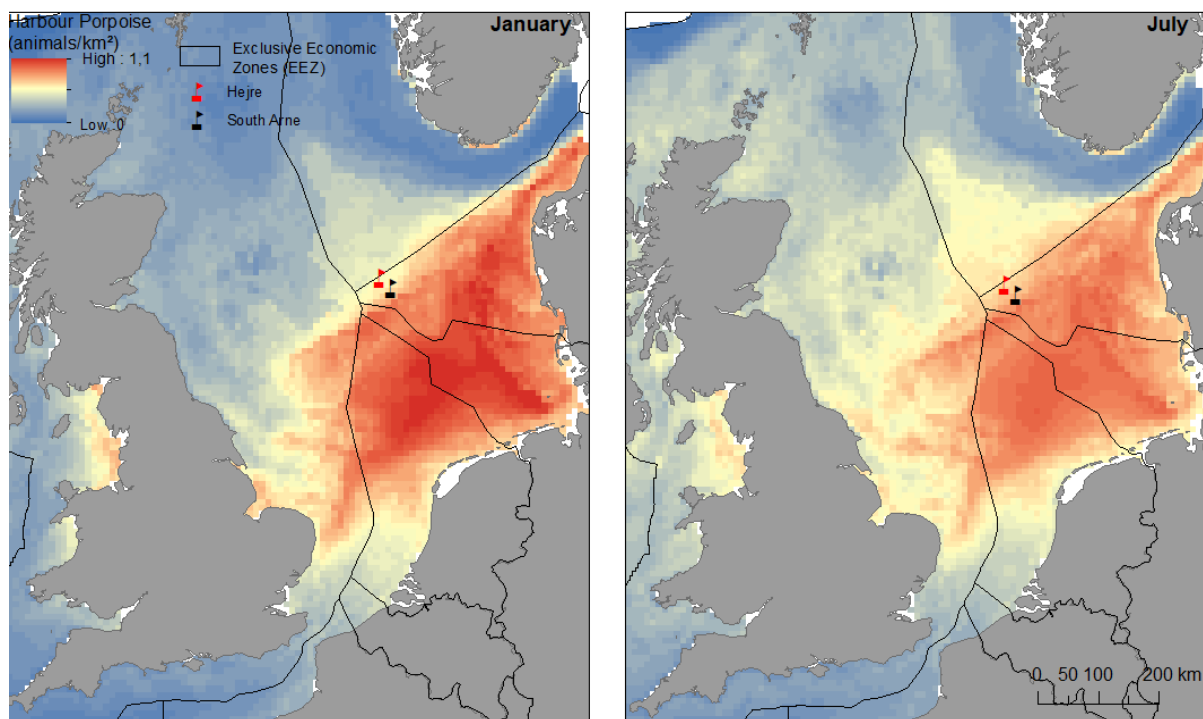 Harbour Porpoise
(animals/km²)
High : 1,1
Low :0
Exclusive Economic
Zones (EEZ)
Hejre
South Arne
January
July
0 50 100 200 km